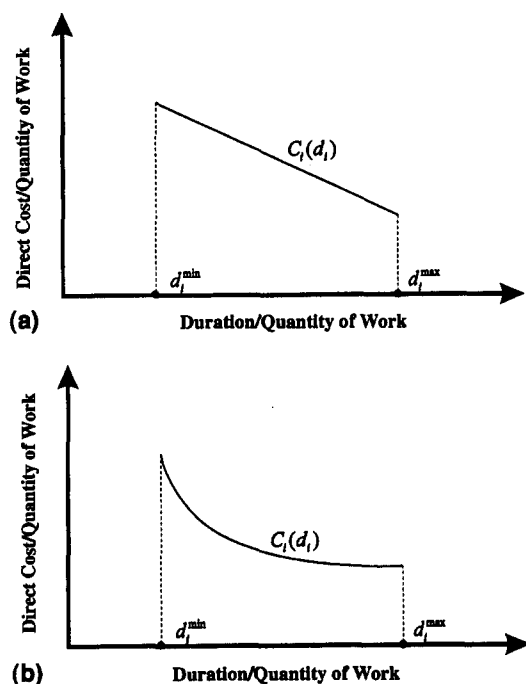 Direct Cost/Quantity of Work
C_i(d_i)
d_i^min
d_i^max
(a)
Duration/Quantity of Work
Direct Cost/Quantity of Work
C_i(d_i)
d_i^min
d_i^max
(b)
Duration/Quantity of Work